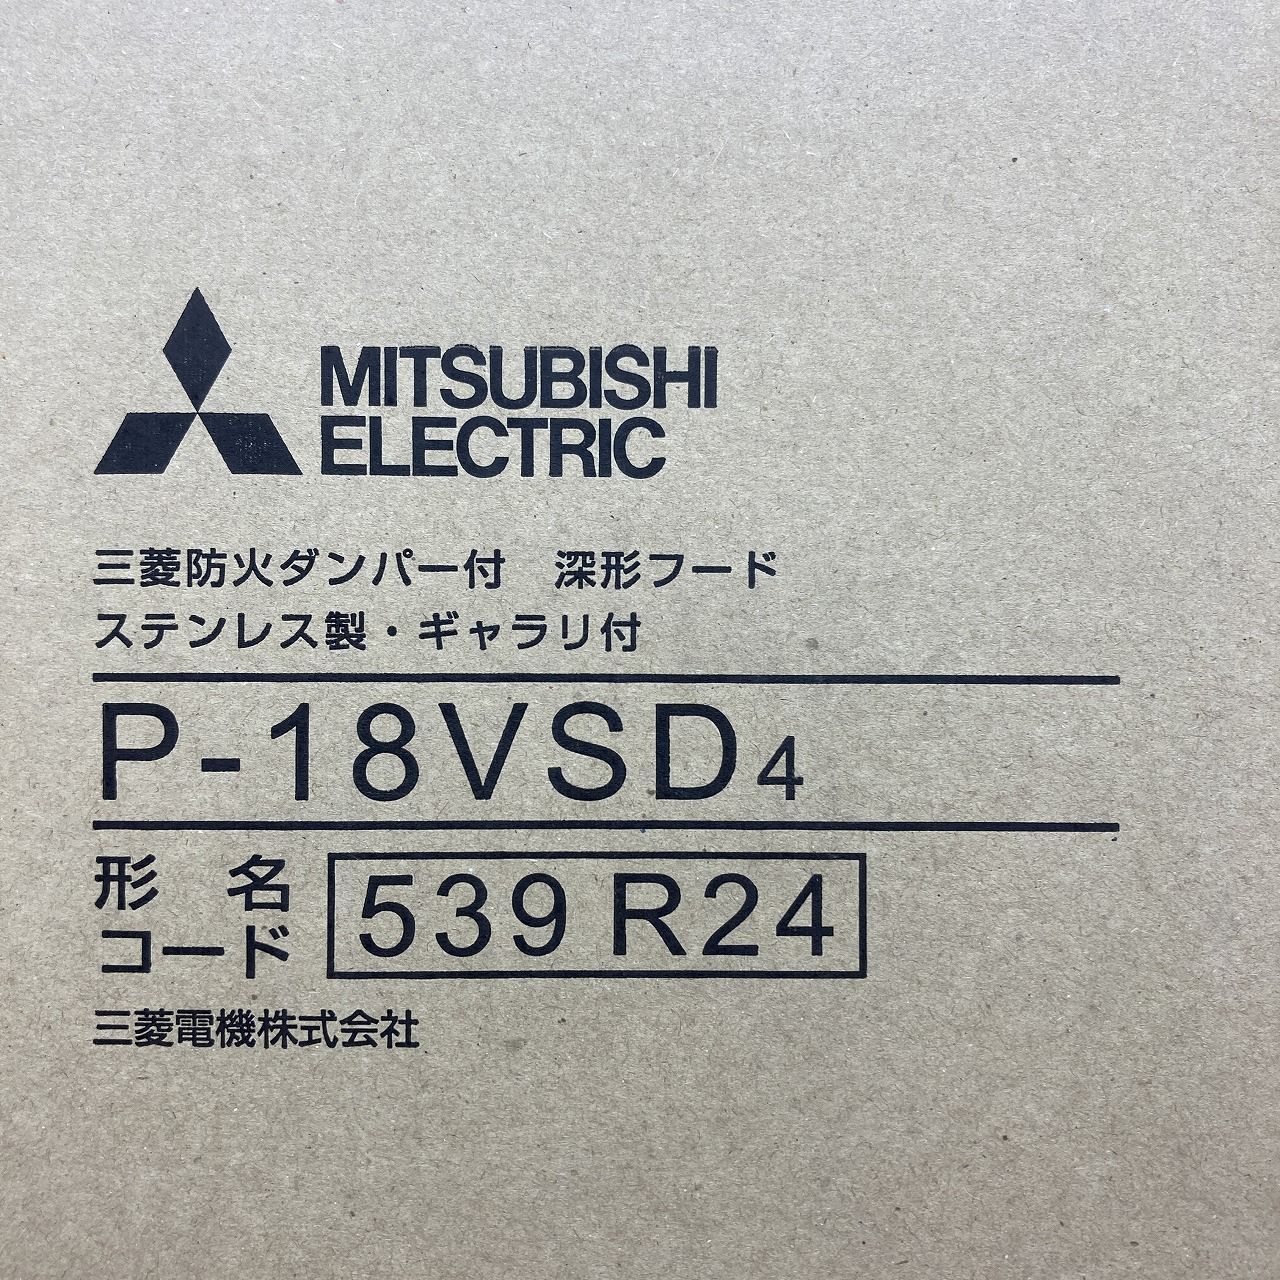 MITSUBISHI
ELECTRIC
三菱防火ダンパー付　深形フード
ステンレス製・ギャラリ付
P-18VSD4
形　名
コード
539 R24
三菱電機株式会社